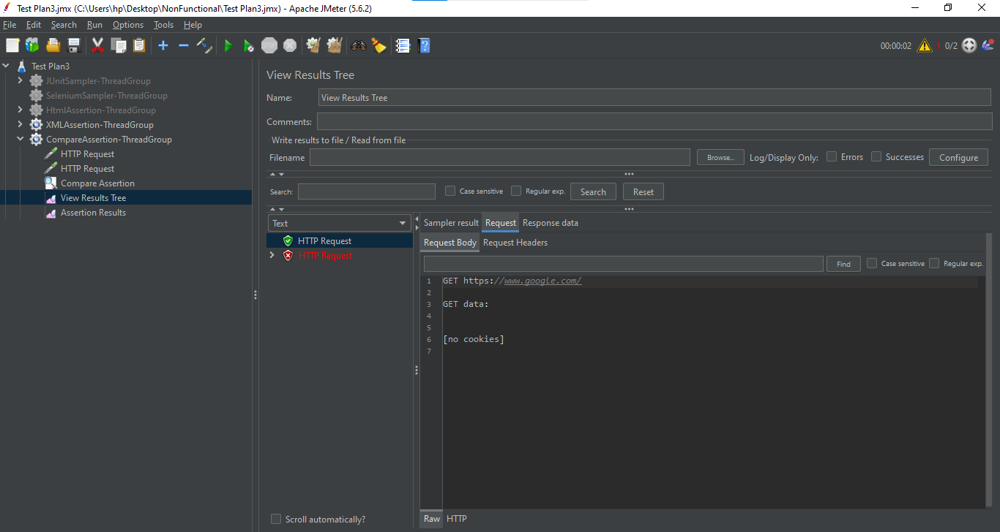 Test Plan3.jmx (C:\Users\hp\Desktop\NonFunctional\Test Plan3.jmx) - Apache JMeter (5.6.2)
File Edit Search Run Options Tools Help
STOP 00:00:02 1 0/2
Test Plan3
JUnitSampler-ThreadGroup
SeleniumSampler-ThreadGroup
HtmlAssertion-ThreadGroup
XMLAssertion-ThreadGroup
CompareAssertion-ThreadGroup
HTTP Request
HTTP Request
Compare Assertion
View Results Tree
Assertion Results
View Results Tree
Name: View Results Tree
Comments:
Write results to file / Read from file
Filename Browse... Log/Display Only: Errors Successes Configure
Search: Case sensitive Regular exp. Search Reset
Text
HTTP Request
HTTP Request
Scroll automatically?
Sampler result Request Response data
Request Body Request Headers
Find Case sensitive Regular exp.
1 GET https://www.google.com/
2
3 GET data:
4
5
6 [no cookies]
7
Raw HTTP